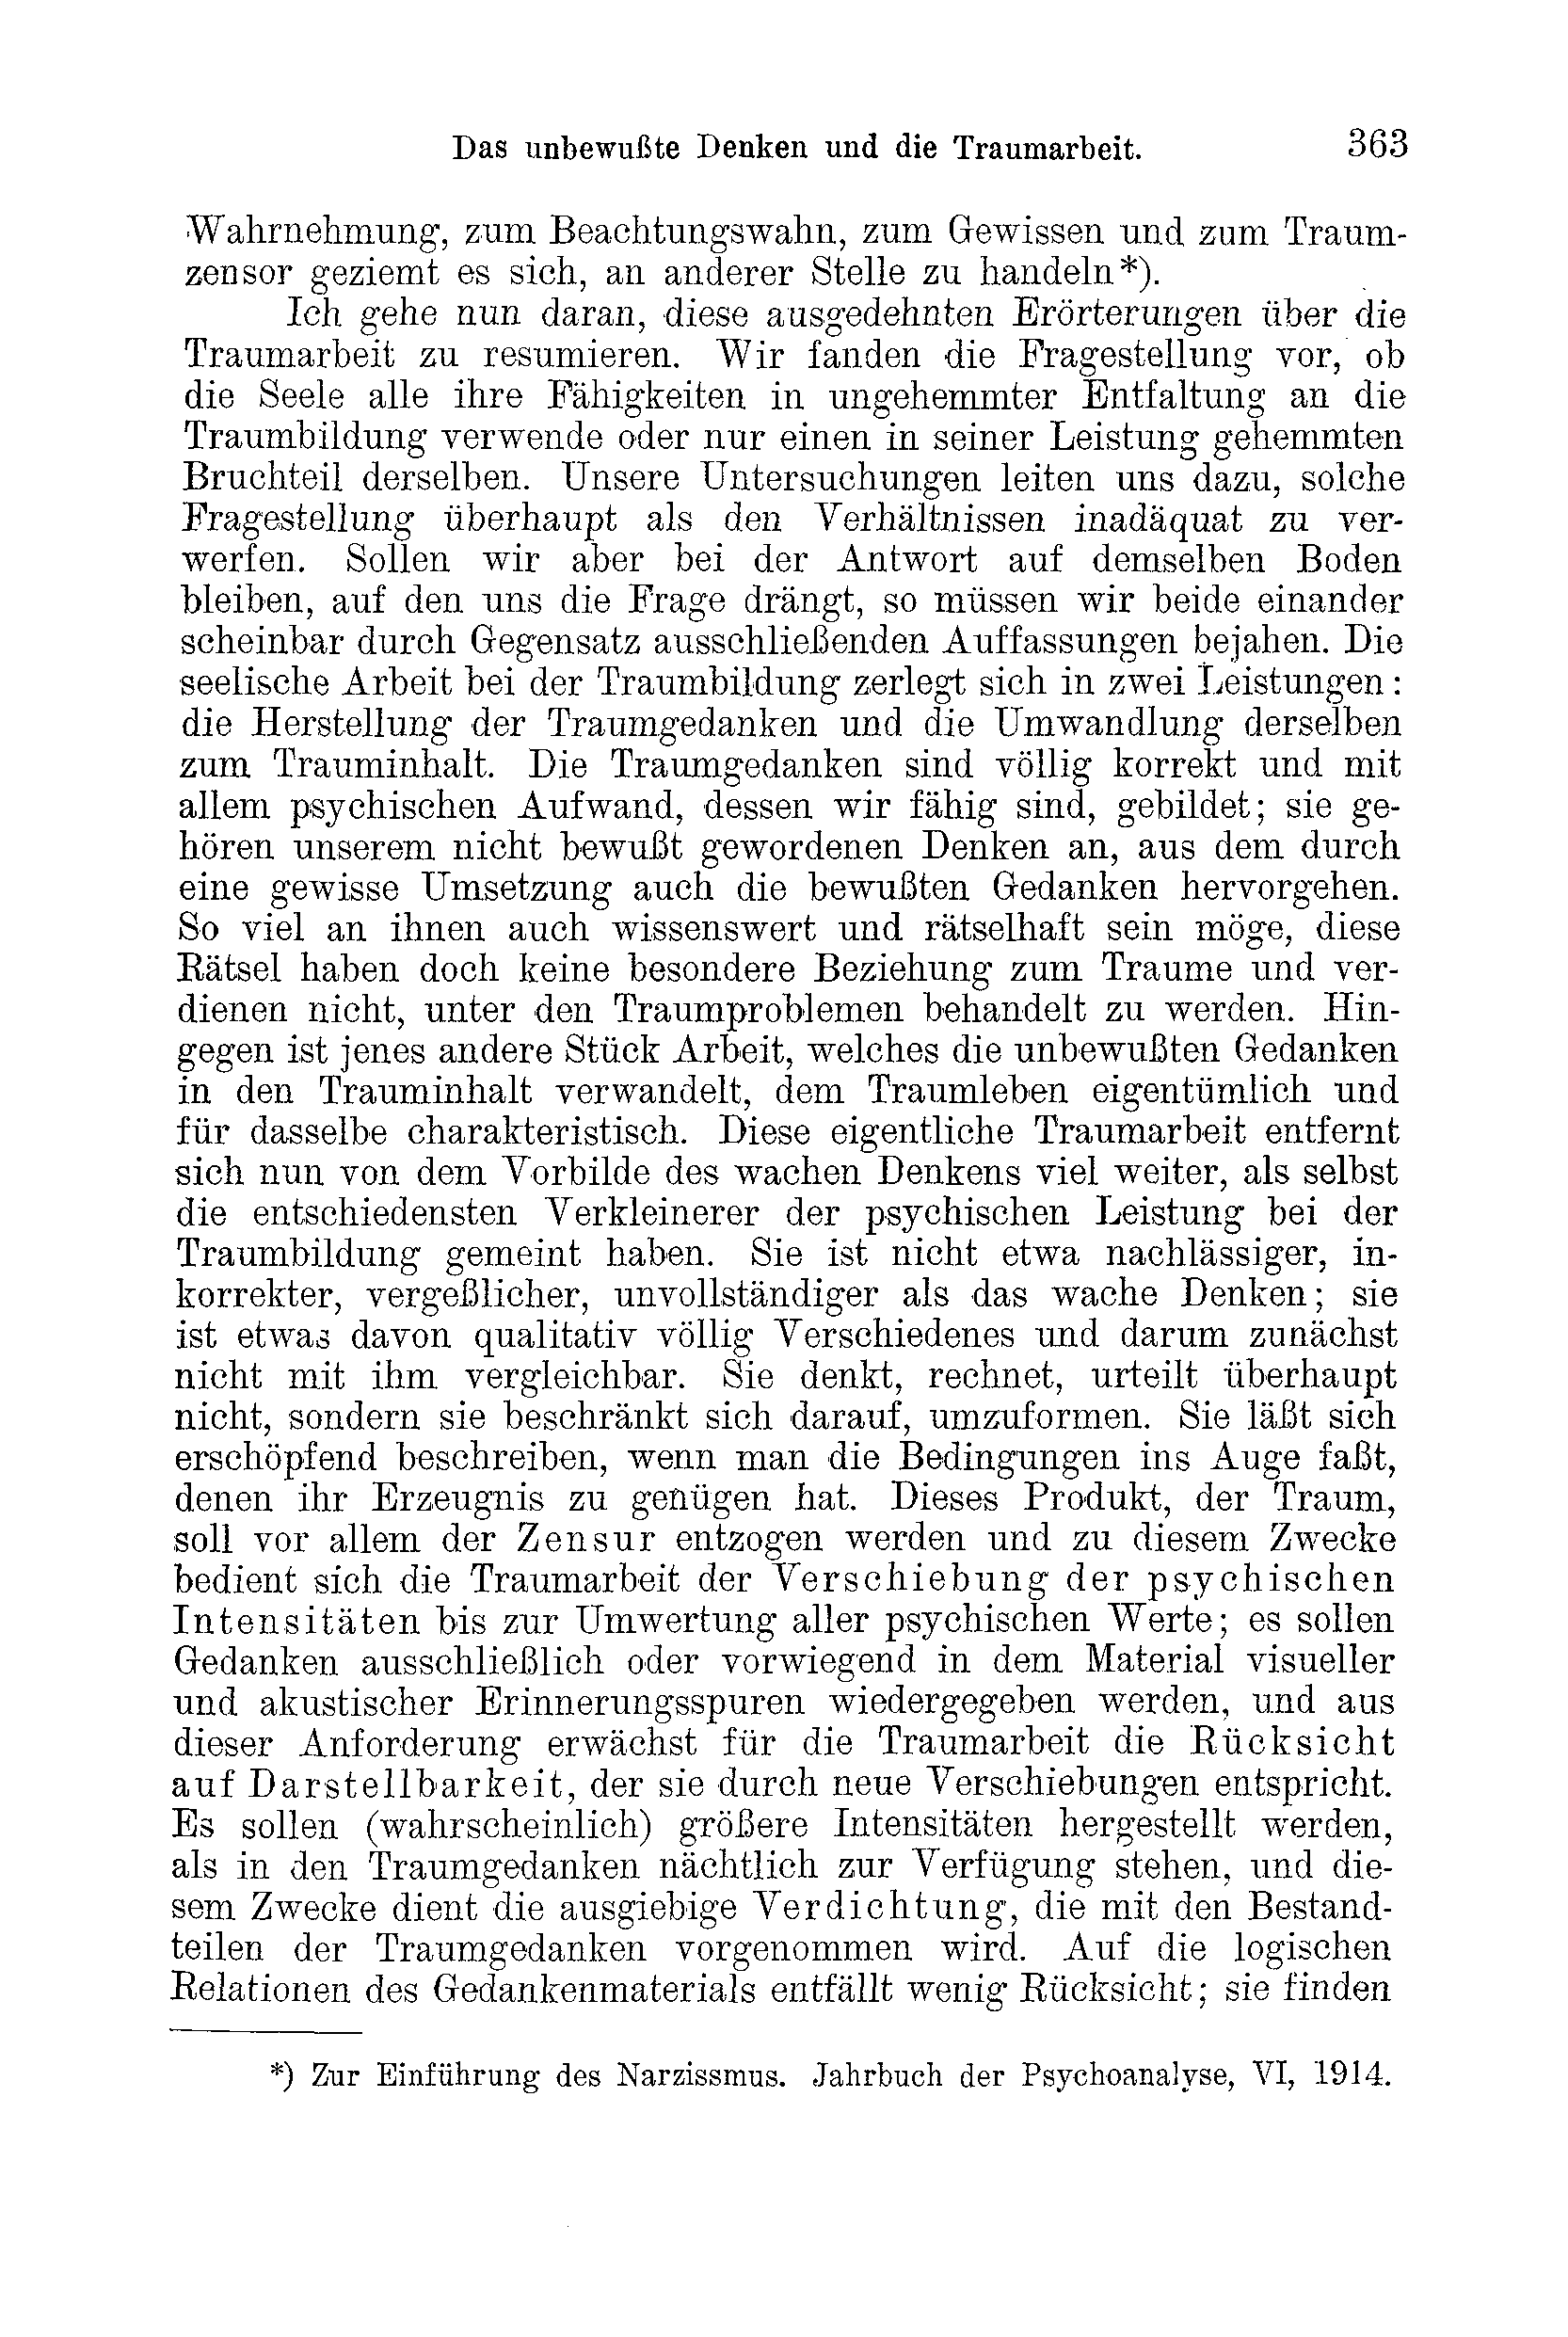 Das unbewußte Denken und die Traumarbeit. 363
Wahrnehmung, zum Beachtungswahn, zum Gewissen und zum Traum-
zensor geziemt es sich, an anderer Stelle zu handeln*).
Ich gehe nun daran, diese ausgedehnten Erörterungen über die
Traumarbeit zu resumieren. Wir fanden die Fragestellung vor, ob
die Seele alle ihre Fähigkeiten in ungehemmter Entfaltung an die
Traumbildung verwende oder nur einen in seiner Leistung gehemmten
Bruchteil derselben. Unsere Untersuchungen leiten uns dazu, solche
Fragestellung überhaupt als den Verhältnissen inadäquat zu ver-
werfen. Sollen wir aber bei der Antwort auf demselben Boden
bleiben, auf den uns die Frage drängt, so müssen wir beide einander
scheinbar durch Gegensatz ausschließenden Auffassungen bejahen. Die
seelische Arbeit bei der Traumbildung zerlegt sich in zwei Leistungen:
die Herstellung der Traumgedanken und die Umwandlung derselben
zum Trauminhalt. Die Traumgedanken sind völlig korrekt und mit
allem psychischen Aufwand, dessen wir fähig sind, gebildet; sie ge-
hören unserem nicht bewußt gewordenen Denken an, aus dem durch
eine gewisse Umsetzung auch die bewußten Gedanken hervorgehen.
So viel an ihnen auch wissenswert und rätselhaft sein möge, diese
Rätsel haben doch keine besondere Beziehung zum Traume und ver-
dienen nicht, unter den Traumproblemen behandelt zu werden. Hin-
gegen ist jenes andere Stück Arbeit, welches die unbewußten Gedanken
in den Trauminhalt verwandelt, dem Traumleben eigentümlich und
für dasselbe charakteristisch. Diese eigentliche Traumarbeit entfernt
sich nun von dem Vorbilde des wachen Denkens viel weiter, als selbst
die entschiedensten Verkleinerer der psychischen Leistung bei der
Traumbildung gemeint haben. Sie ist nicht etwa nachlässiger, in-
korrekter, vergeßlicher, unvollständiger als das wache Denken; sie
ist etwas davon qualitativ völlig Verschiedenes und darum zunächst
nicht mit ihm vergleichbar. Sie denkt, rechnet, urteilt überhaupt
nicht, sondern sie beschränkt sich darauf, umzuformen. Sie läßt sich
erschöpfend beschreiben, wenn man die Bedingungen ins Auge faßt,
denen ihr Erzeugnis zu genügen hat. Dieses Produkt, der Traum,
soll vor allem der Zensur entzogen werden und zu diesem Zwecke
bedient sich die Traumarbeit der Verschiebung der psychischen
Intensitäten bis zur Umwertung aller psychischen Werte; es sollen
Gedanken ausschließlich oder vorwiegend in dem Material visueller
und akustischer Erinnerungsspuren wiedergegeben werden, und aus
dieser Anforderung erwächst für die Traumarbeit die Rücksicht
auf Darstellbarkeit, der sie durch neue Verschiebungen entspricht.
Es sollen (wahrscheinlich) größere Intensitäten hergestellt werden,
als in den Traumgedanken nächtlich zur Verfügung stehen, und die-
sem Zwecke dient die ausgiebige Verdichtung, die mit den Bestand-
teilen der Traumgedanken vorgenommen wird. Auf die logischen
Relationen des Gedankenmaterials entfällt wenig Rücksicht; sie finden
*) Zur Einführung des Narzissmus. Jahrbuch der Psychoanalyse, VI, 1914.